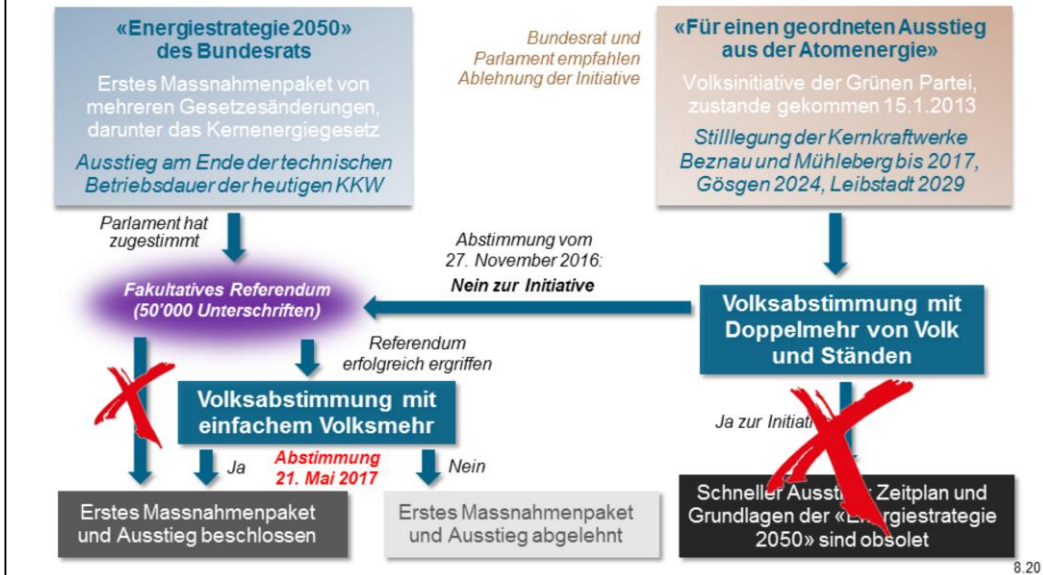 «Energiestrategie 2050»
des Bundesrats
Erstes Massnahmenpaket von
mehreren Gesetzesänderungen,
darunter das Kernenergiegesetz
Ausstieg am Ende der technischen
Betriebsdauer der heutigen KKW
Bundesrat und
Parlament empfahlen
Ablehnung der Initiative
«Für einen geordneten Ausstieg
aus der Atomenergie»
Volksinitiative der Grünen Partei,
zustande gekommen 15.1.2013
Stilllegung der Kernkraftwerke
Beznau und Mühleberg bis 2017,
Gösgen 2024, Leibstadt 2029
Parlament hat
zugestimmt
Abstimmung vom
27. November 2016:
Nein zur Initiative
Fakultatives Referendum
(50'000 Unterschriften)
Volksabstimmung mit
Doppelmehr von Volk
und Ständen
Referendum
erfolgreich ergriffen
Volksabstimmung mit
einfachem Volksmehr
Ja zur
Ja
Abstimmung
21. Mai 2017
Nein
Erstes Massnahmenpaket
und Ausstieg beschlossen
Erstes Massnahmenpaket
und Ausstieg abgelehnt
Schneller Zeitplan und
Grundlagen der «Energiestrategie
2050» sind obsolet
8.20